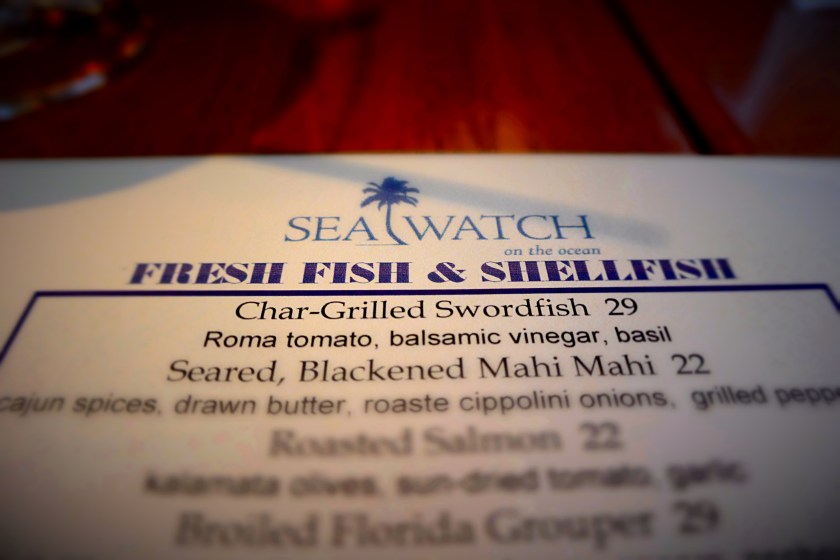 SEA WATCH
on the ocean
FRESH FISH & SHELLFISH
Char-Grilled Swordfish 29
Roma tomato, balsamic vinegar, basil
Seared, Blackened Mahi Mahi 22
cajun spices, drawn butter, roaste cippolini onions, grilled peppe
Roasted Salmon 22
kalamata olives, sun-dried tomato, garlic
Broiled Florida Grouper 29